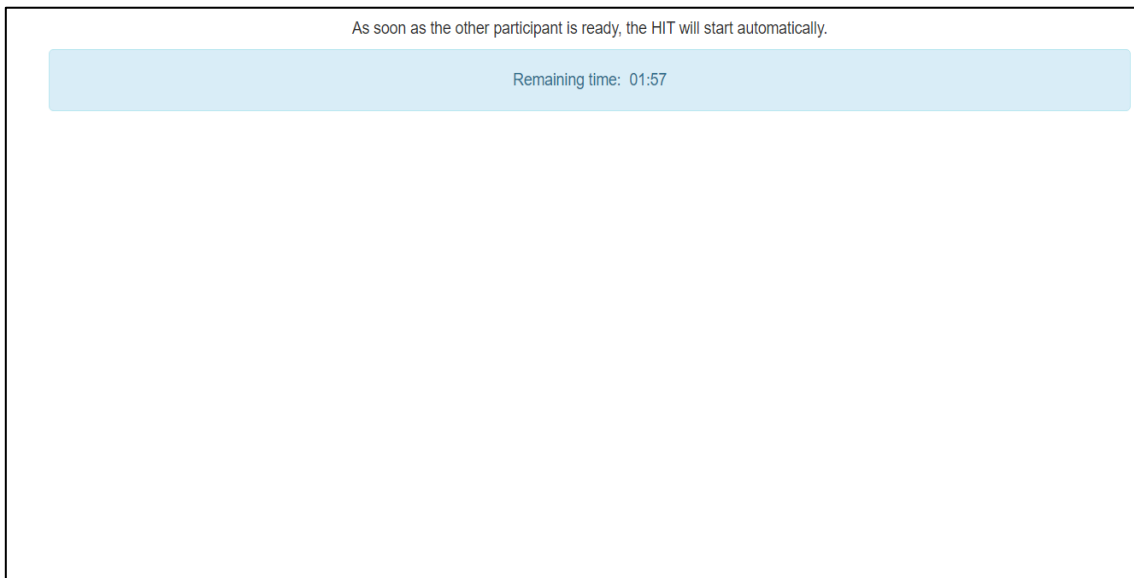 As soon as the other participant is ready, the HIT will start automatically.
Remaining time: 01:57